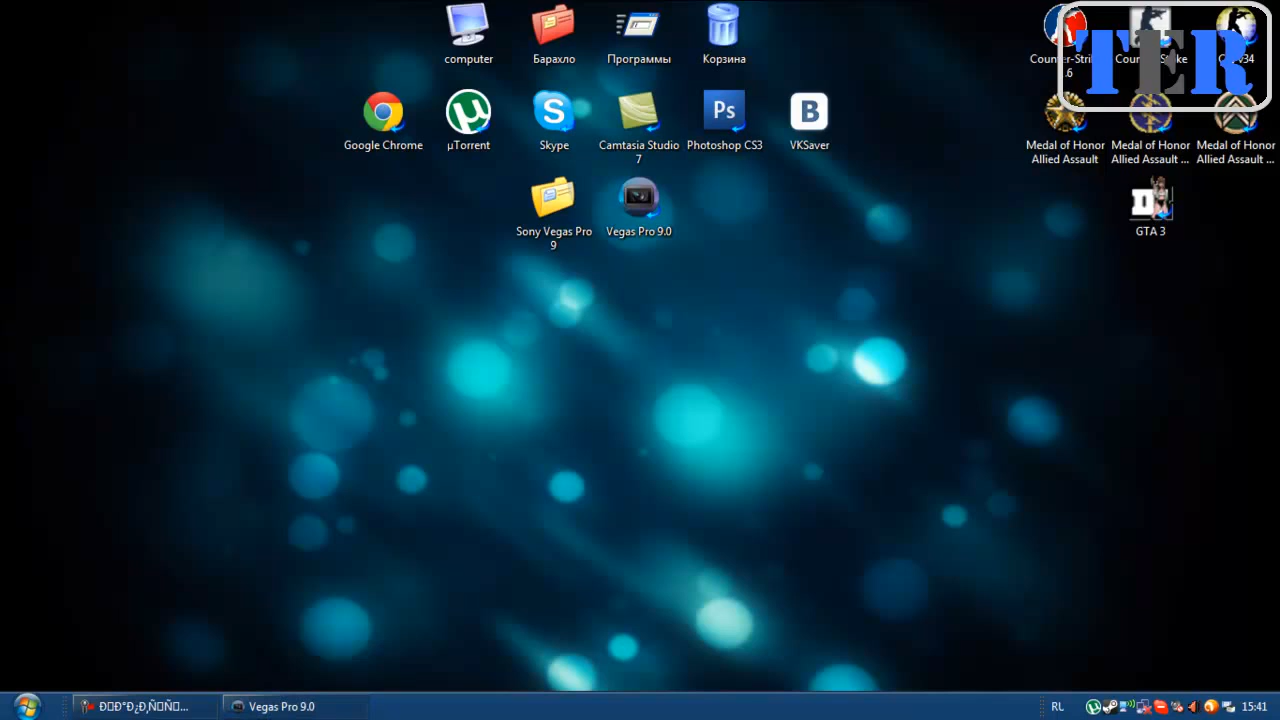 computer
Барахло
Программы
Корзина
TER
Google Chrome
µTorrent
Skype
Camtasia Studio
7
Photoshop CS3
VKSaver
Medal of Honor
Allied Assault
Medal of Honor
Allied Assault ...
Medal of Honor
Allied Assault ...
Sony Vegas Pro
9
Vegas Pro 9.0
GTA 3
Vegas Pro 9.0
RL
15:41